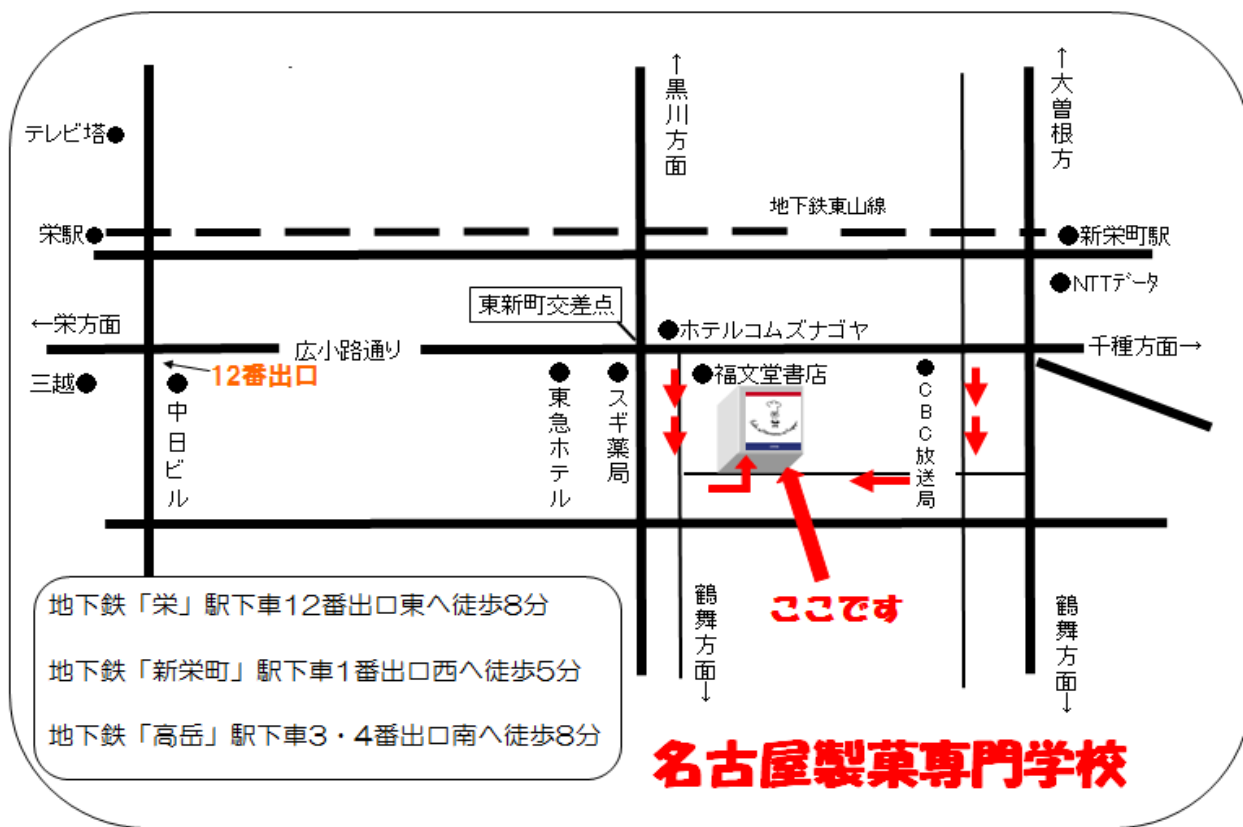 ↑黒川方面
↑大曽根方
テレビ塔
地下鉄東山線
栄駅
新栄町駅
NTTデータ
東新町交差点
←栄方面
ホテルコムズナゴヤ
広小路通り
千種方面→
12番出口
三越
中日ビル
東急ホテル
スギ薬局
福文堂書店
CBC放送局
ここです
鶴舞方面→
鶴舞方面→
地下鉄「栄」駅下車12番出口東へ徒歩8分
地下鉄「新栄町」駅下車1番出口西へ徒歩5分
地下鉄「高岳」駅下車3・4番出口南へ徒歩8分
名古屋製菓専門学校